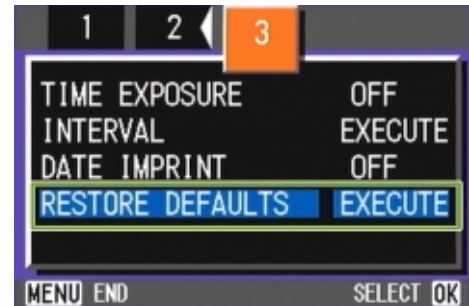 1 2 3
TIME EXPOSURE OFF
INTERVAL EXECUTE
DATE IMPRINT OFF
RESTORE DEFAULTS EXECUTE
MENU END SELECT OK